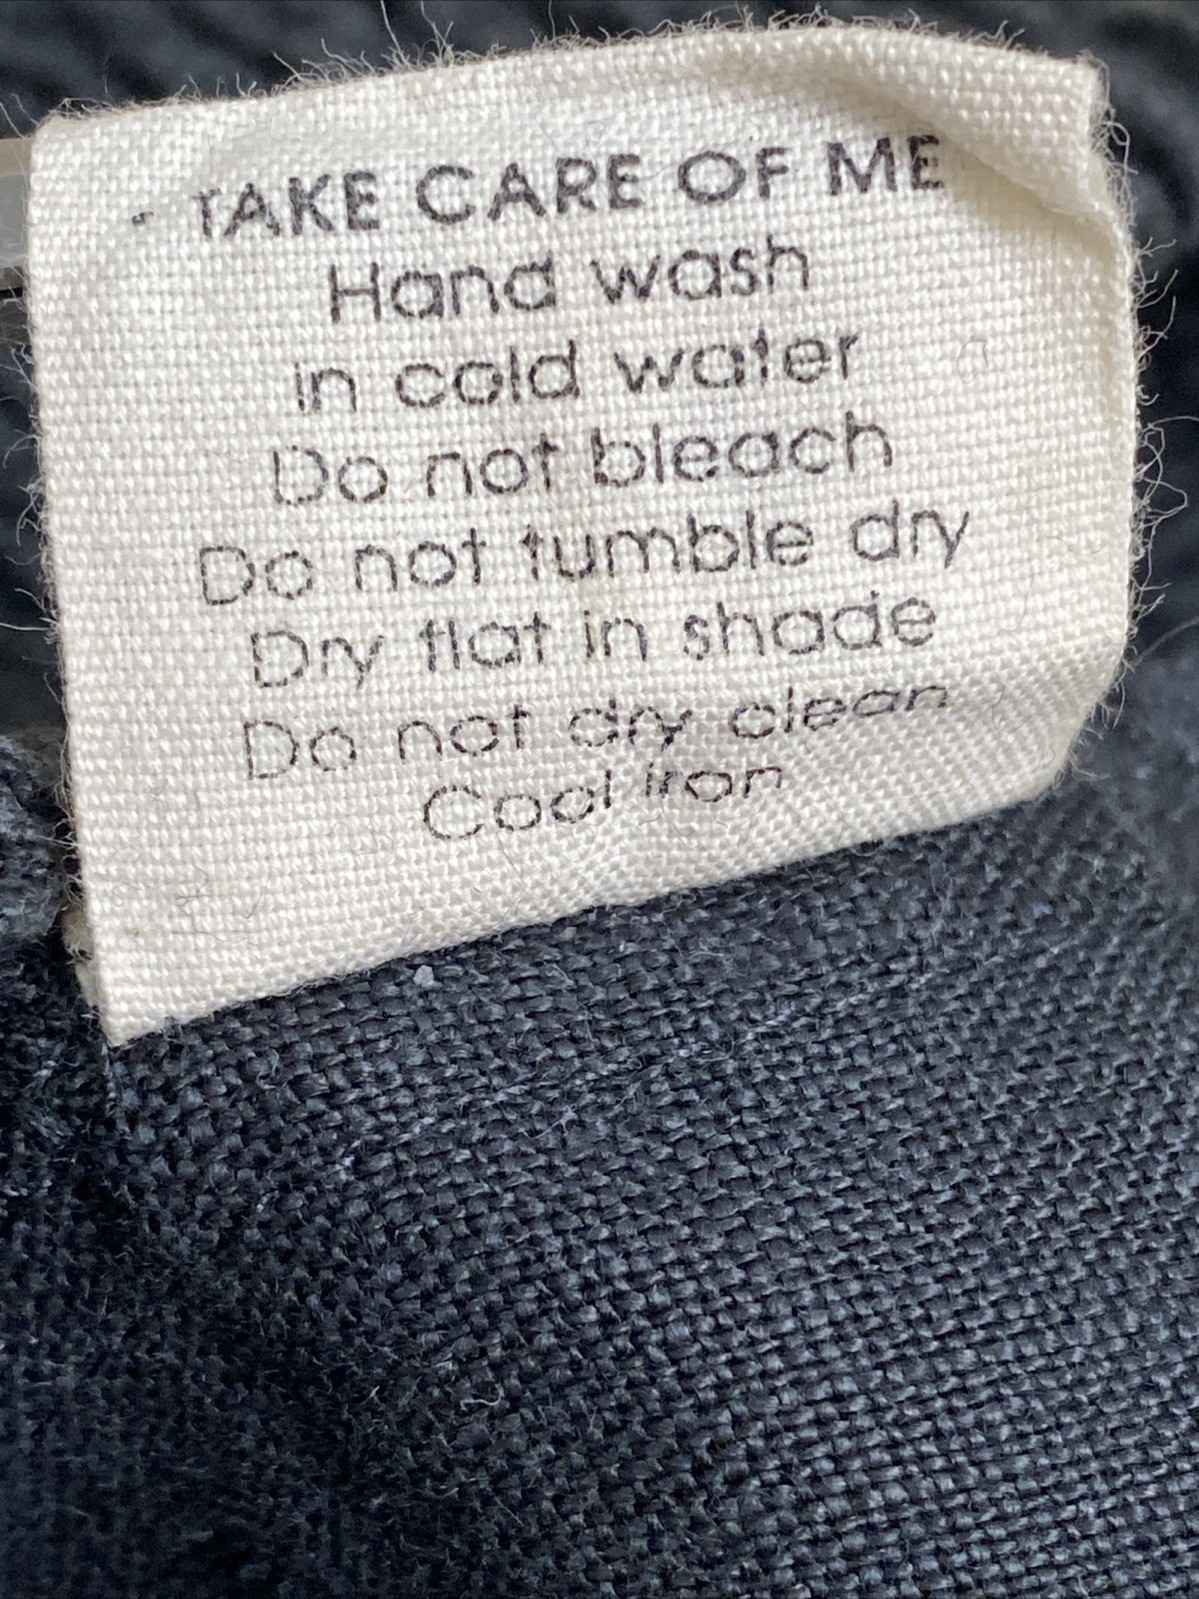 - TAKE CARE OF ME
Hand wash
in cold water
Do not bleach
Do not tumble dry
Dry flat in shade
Do not dry clean
Cool iron